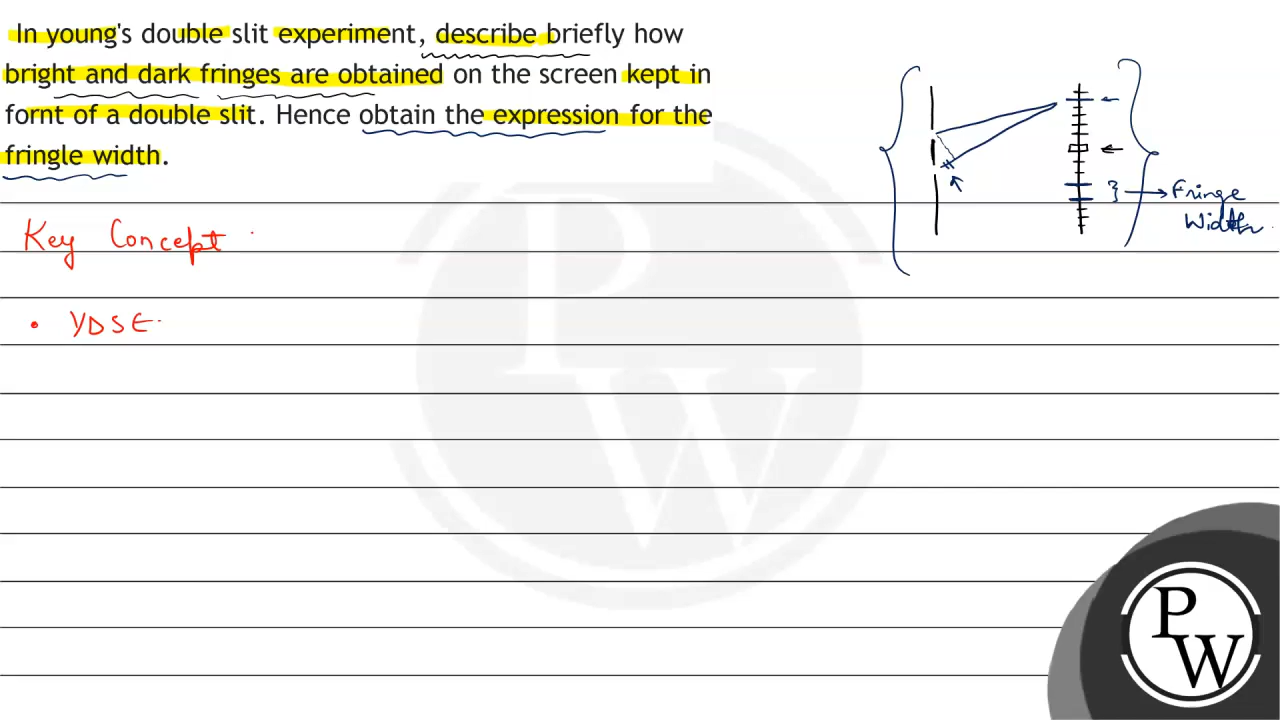 In young's double slit experiment, describe briefly how
bright and dark fringes are obtained on the screen kept in
fornt of a double slit. Hence obtain the expression for the
fringle width.
Fringe
Width.
Key Concept
• YDSE
P
W
P
W